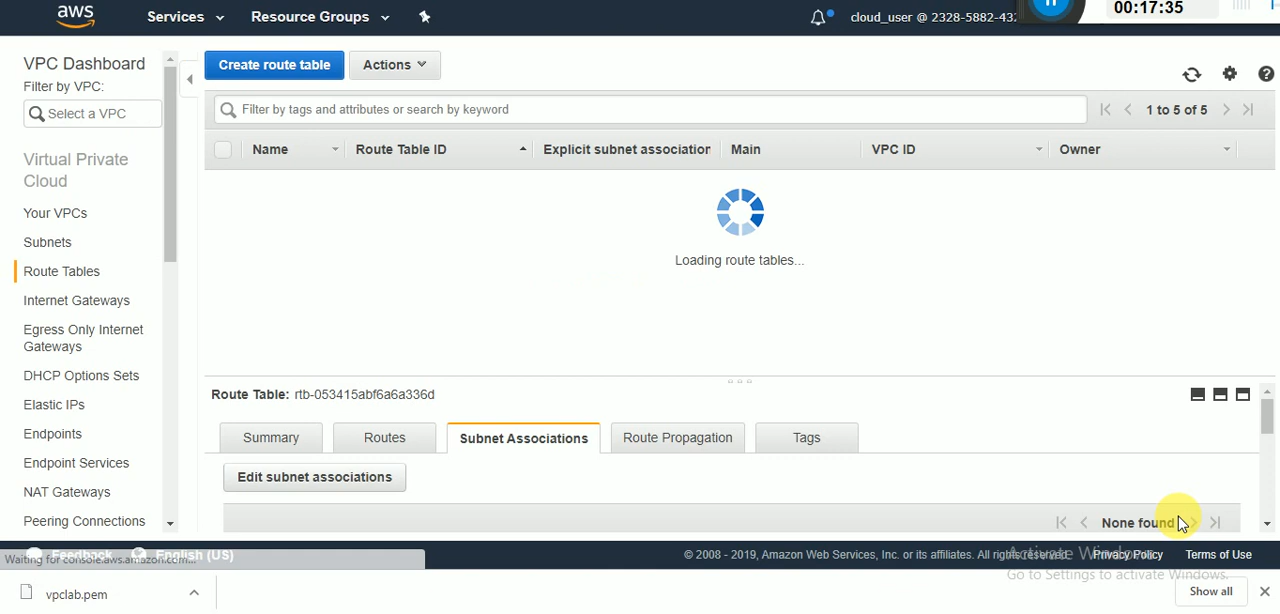 aws
Services
Resource Groups
cloud_user @ 2328-5882-432
00:17:35
VPC Dashboard
Filter by VPC:
Select a VPC
Virtual Private
Cloud
Your VPCs
Subnets
Route Tables
Internet Gateways
Egress Only Internet
Gateways
DHCP Options Sets
Elastic IPs
Endpoints
Endpoint Services
NAT Gateways
Peering Connections
Create route table
Actions
Filter by tags and attributes or search by keyword
1 to 5 of 5
Name Route Table ID Explicit subnet association Main VPC ID Owner
Loading route tables...
Route Table: rtb-053415abf6a6a336d
Summary Routes Subnet Associations Route Propagation Tags
Edit subnet associations
None found
Feedback English (US)
Waiting for console.aws.amazon.com...
© 2008 - 2019, Amazon Web Services, Inc. or its affiliates. All rights reserved. Privacy Policy Terms of Use
Activate Windows
Go to Settings to activate Windows.
vpclab.pem
Show all